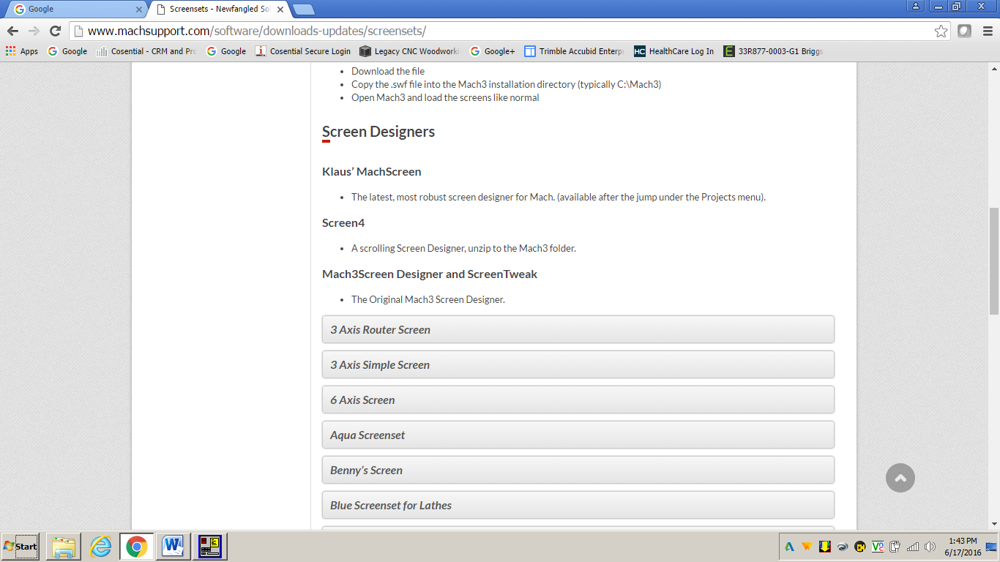 Google
Screensets - Newfangled Sol
www.machsupport.com/software/downloads-updates/screensets/
Apps
Google
Cosential - CRM and Pro
Google
Cosential Secure Login
Legacy CNC Woodwork
Google+
Trimble Accubid Enterp
HealthCare Log In
33R877-0003-G1 Briggs
Download the file
Copy the .swf file into the Mach3 installation directory (typically C:\Mach3)
Open Mach3 and load the screens like normal
Screen Designers
Klaus’ MachScreen
The latest, most robust screen designer for Mach. (available after the jump under the Projects menu).
Screen4
A scrolling Screen Designer, unzip to the Mach3 folder.
Mach3Screen Designer and ScreenTweak
The Original Mach3 Screen Designer.
3 Axis Router Screen
3 Axis Simple Screen
6 Axis Screen
Aqua Screenset
Benny’s Screen
Blue Screenset for Lathes
Start
1:43 PM
6/17/2016